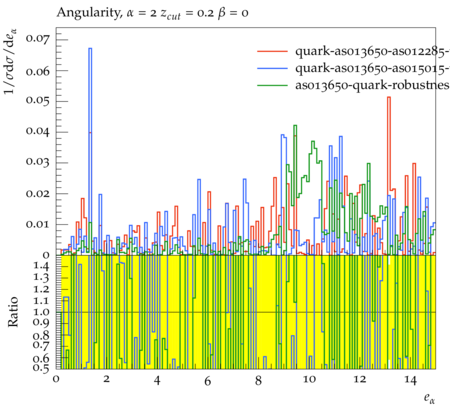 Angularity, α = 2 z_cut = 0.2 β = 0
1/σdσ/de_α
0.07
0.06
0.05
0.04
0.03
0.02
0.01
0
quark-as013650-as012285-
quark-as013650-as015015-
as013650-quark-robustnes
Ratio
1.4
1.3
1.2
1.1
1.0
0.9
0.8
0.7
0.6
0.5
0 2 4 6 8 10 12 14
e_α